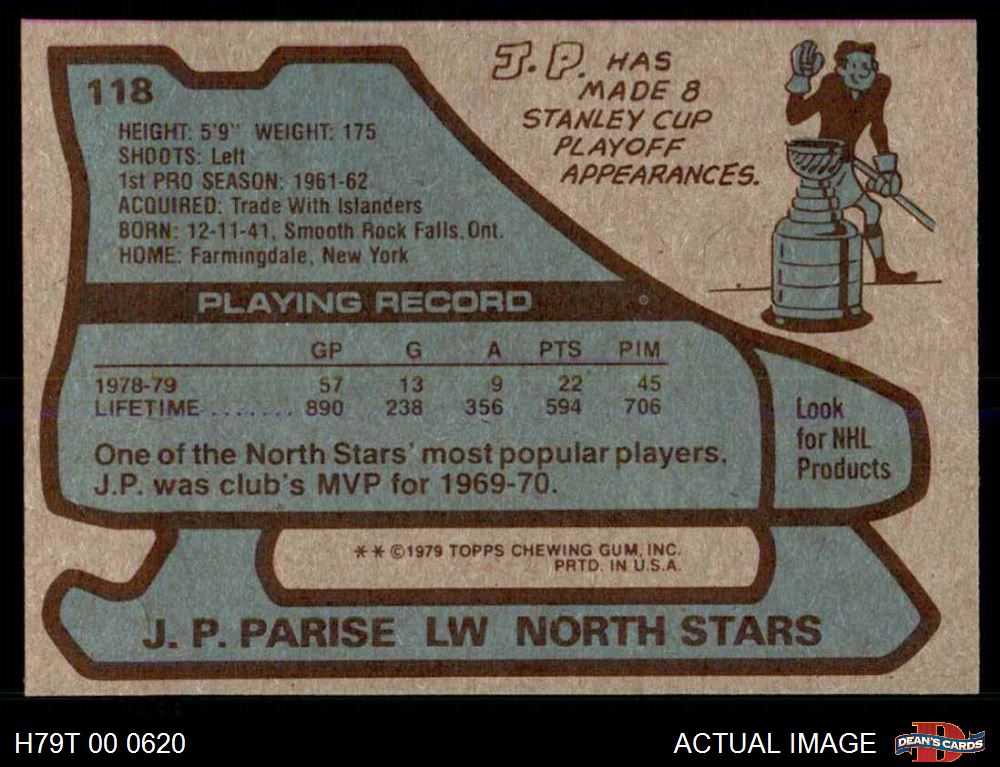 118
HEIGHT: 5'9" WEIGHT: 175
SHOOTS: Left
1st PRO SEASON: 1961-62
ACQUIRED: Trade With Islanders
BORN: 12-11-41, Smooth Rock Falls, Ont.
HOME: Farmingdale, New York
J.P. HAS
MADE 8
STANLEY CUP
PLAYOFF
APPEARANCES.
PLAYING RECORD
GP G A PTS PIM
1978-79 57 13 9 22 45
LIFETIME ....... 890 238 356 594 706
One of the North Stars' most popular players,
J.P. was club's MVP for 1969-70.
Look
for NHL
Products
** ©1979 TOPPS CHEWING GUM, INC.
PRTD. IN U.S.A.
J. P. PARISE LW NORTH STARS
H79T 00 0620
ACTUAL IMAGE
D
DEAN'S CARDS